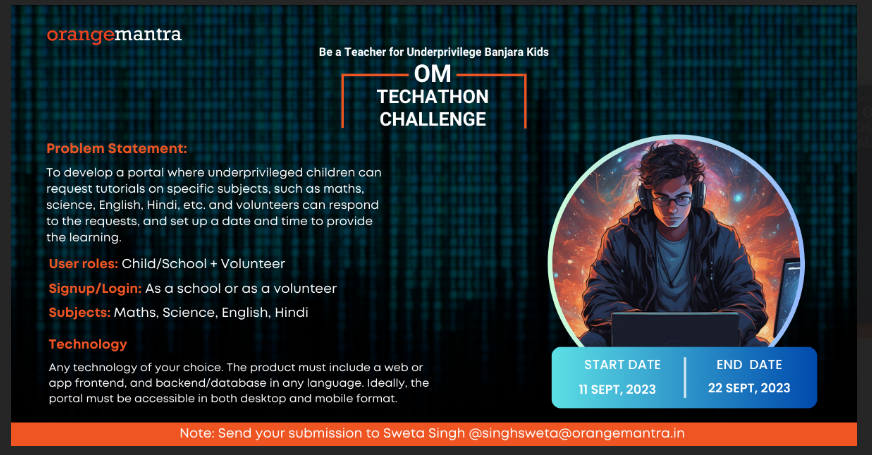 orangemantra
Be a Teacher for Underprivilege Banjara Kids
OM
TECHATHON
CHALLENGE
Problem Statement:
To develop a portal where underprivileged children can
request tutorials on specific subjects, such as maths,
science, English, Hindi, etc. and volunteers can respond
to the requests, and set up a date and time to provide
the learning.
User roles: Child/School + Volunteer
Signup/Login: As a school or as a volunteer
Subjects: Maths, Science, English, Hindi
Technology
Any technology of your choice. The product must include a web or
app frontend, and backend/database in any language. Ideally, the
portal must be accessible in both desktop and mobile format.
START DATE
11 SEPT, 2023
END DATE
22 SEPT, 2023
Note: Send your submission to Sweta Singh @singhsweta@orangemantra.in